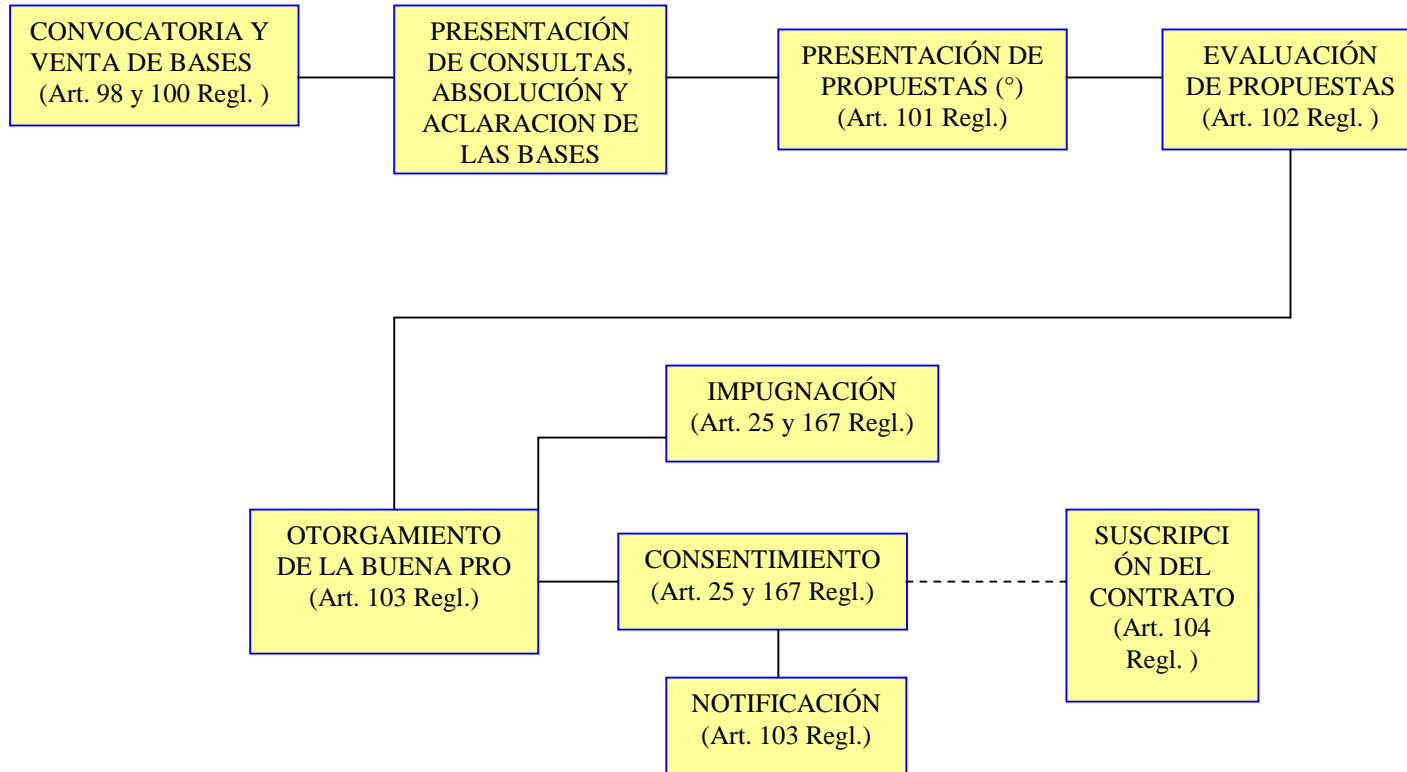 CONVOCATORIA Y
VENTA DE BASES
(Art. 98 y 100 Regl. )
PRESENTACIÓN
DE CONSULTAS,
ABSOLUCIÓN Y
ACLARACION DE
LAS BASES
PRESENTACIÓN DE
PROPUESTAS (°)
(Art. 101 Regl.)
EVALUACIÓN
DE PROPUESTAS
(Art. 102 Regl. )
IMPUGNACIÓN
(Art. 25 y 167 Regl.)
OTORGAMIENTO
DE LA BUENA PRO
(Art. 103 Regl.)
CONSENTIMIENTO
(Art. 25 y 167 Regl.)
SUSCRIPCI
ÓN DEL
CONTRATO
(Art. 104
Regl. )
NOTIFICACIÓN
(Art. 103 Regl.)